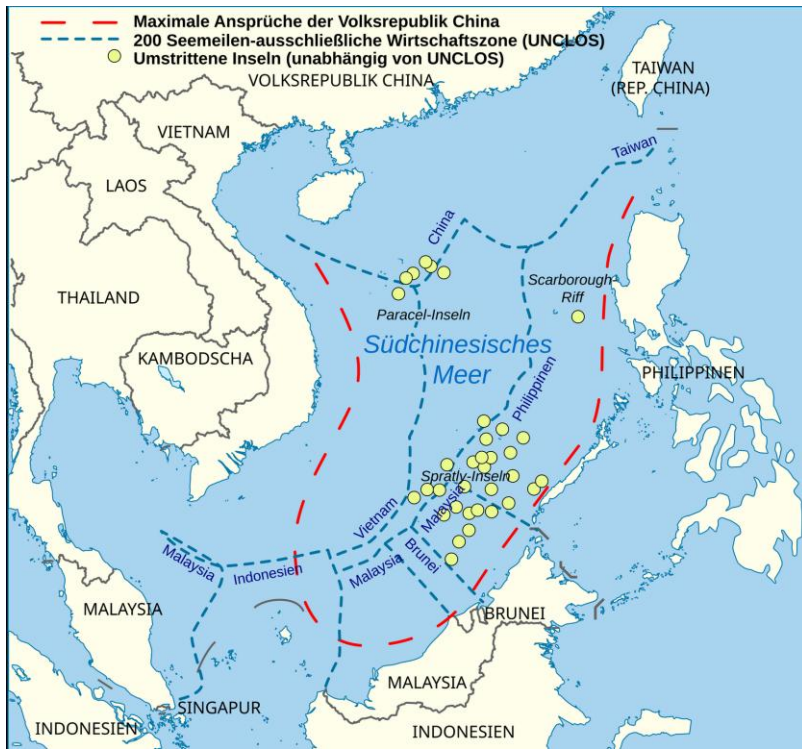 Maximale Ansprüche der Volksrepublik China
200 Seemeilen-ausschließliche Wirtschaftszone (UNCLOS)
Umstrittene Inseln (unabhängig von UNCLOS)
VOLKSREPUBLIK CHINA
TAIWAN
(REP. CHINA)
VIETNAM
Taiwan
LAOS
China
THAILAND
Scarborough-
Riff
Paracel-Inseln
Südchinesisches
Meer
KAMBODSCHA
PHILIPPINEN
Philippinen
Spratly-Inseln
Malaysia
Vietnam
Brunei
Malaysia
Indonesien
Malaysia
MALAYSIA
BRUNEI
MALAYSIA
SINGAPUR
INDONESIEN
INDONESIEN